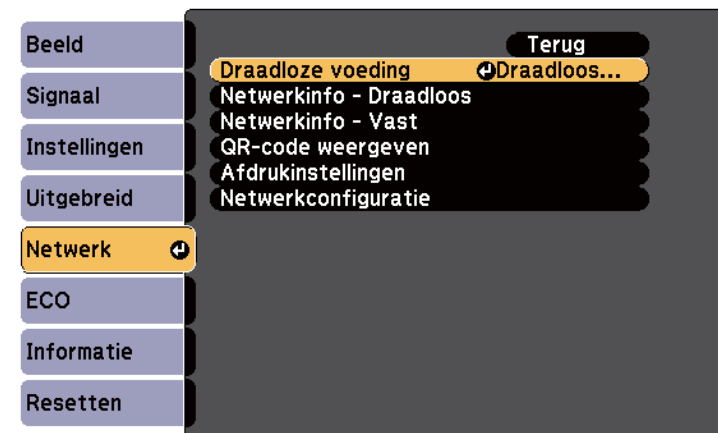 Beeld
Signaal
Instellingen
Uitgebreid
Netwerk
ECO
Informatie
Resetten
Terug
Draadloze voeding Draadloos...
Netwerkinfo - Draadloos
Netwerkinfo - Vast
QR-code weergeven
Afdrukinstellingen
Netwerkconfiguratie